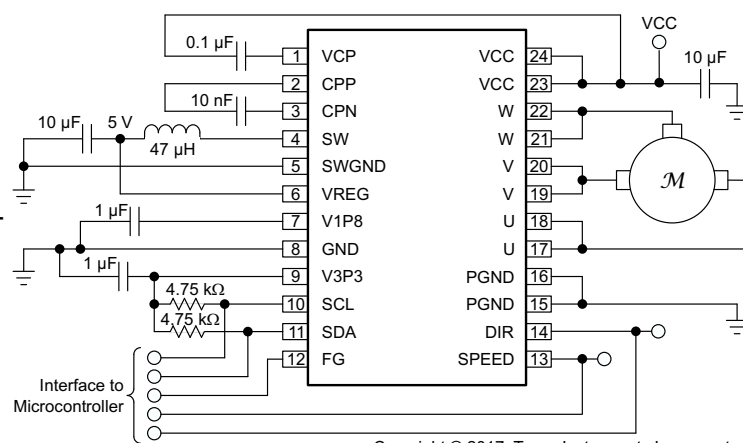 VCC
0.1 µF
10 µF
1 VCP VCC 24
2 CPP VCC 23
10 nF
3 CPN W 22
10 µF 5 V
47 µH
4 SW W 21
5 SWGND V 20
M
6 VREG V 19
1 µF
7 V1P8 U 18
8 GND U 17
1 µF
9 V3P3 PGND 16
4.75 kΩ
10 SCL PGND 15
4.75 kΩ
11 SDA DIR 14
12 FG SPEED 13
Interface to
Microcontroller